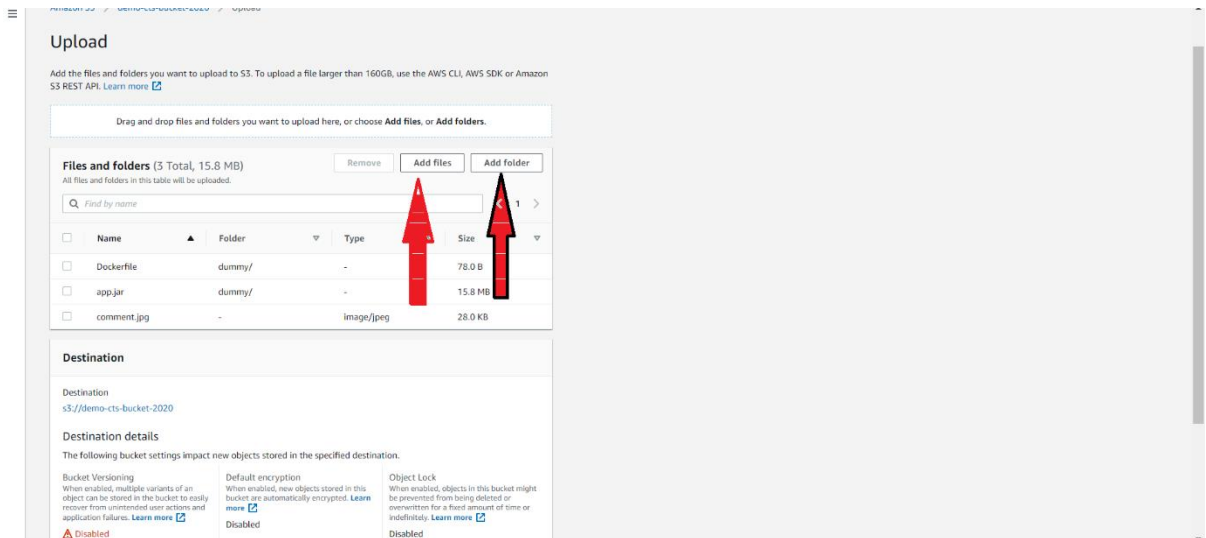 Amazon S3 > demo-cts-bucket-2020 > Upload
Upload
Add the files and folders you want to upload to S3. To upload a file larger than 160GB, use the AWS CLI, AWS SDK or Amazon
S3 REST API. Learn more
Drag and drop files and folders you want to upload here, or choose Add files, or Add folders.
Files and folders (3 Total, 15.8 MB)
Remove
Add files
Add folder
All files and folders in this table will be uploaded.
Find by name
1
Name Folder Type Size
Dockerfile dummy/ - 78.0 B
app.jar dummy/ - 15.8 MB
comment.jpg - image/jpeg 28.0 KB
Destination
Destination
s3://demo-cts-bucket-2020
Destination details
The following bucket settings impact new objects stored in the specified destination.
Bucket Versioning
When enabled, multiple variants of an
object can be stored in the bucket to easily
recover from unintended user actions and
application failures. Learn more
Disabled
Default encryption
When enabled, new objects stored in this
bucket are automatically encrypted. Learn
more
Disabled
Object Lock
When enabled, objects in this bucket might
be prevented from being deleted or
overwritten for a fixed amount of time or
indefinitely. Learn more
Disabled